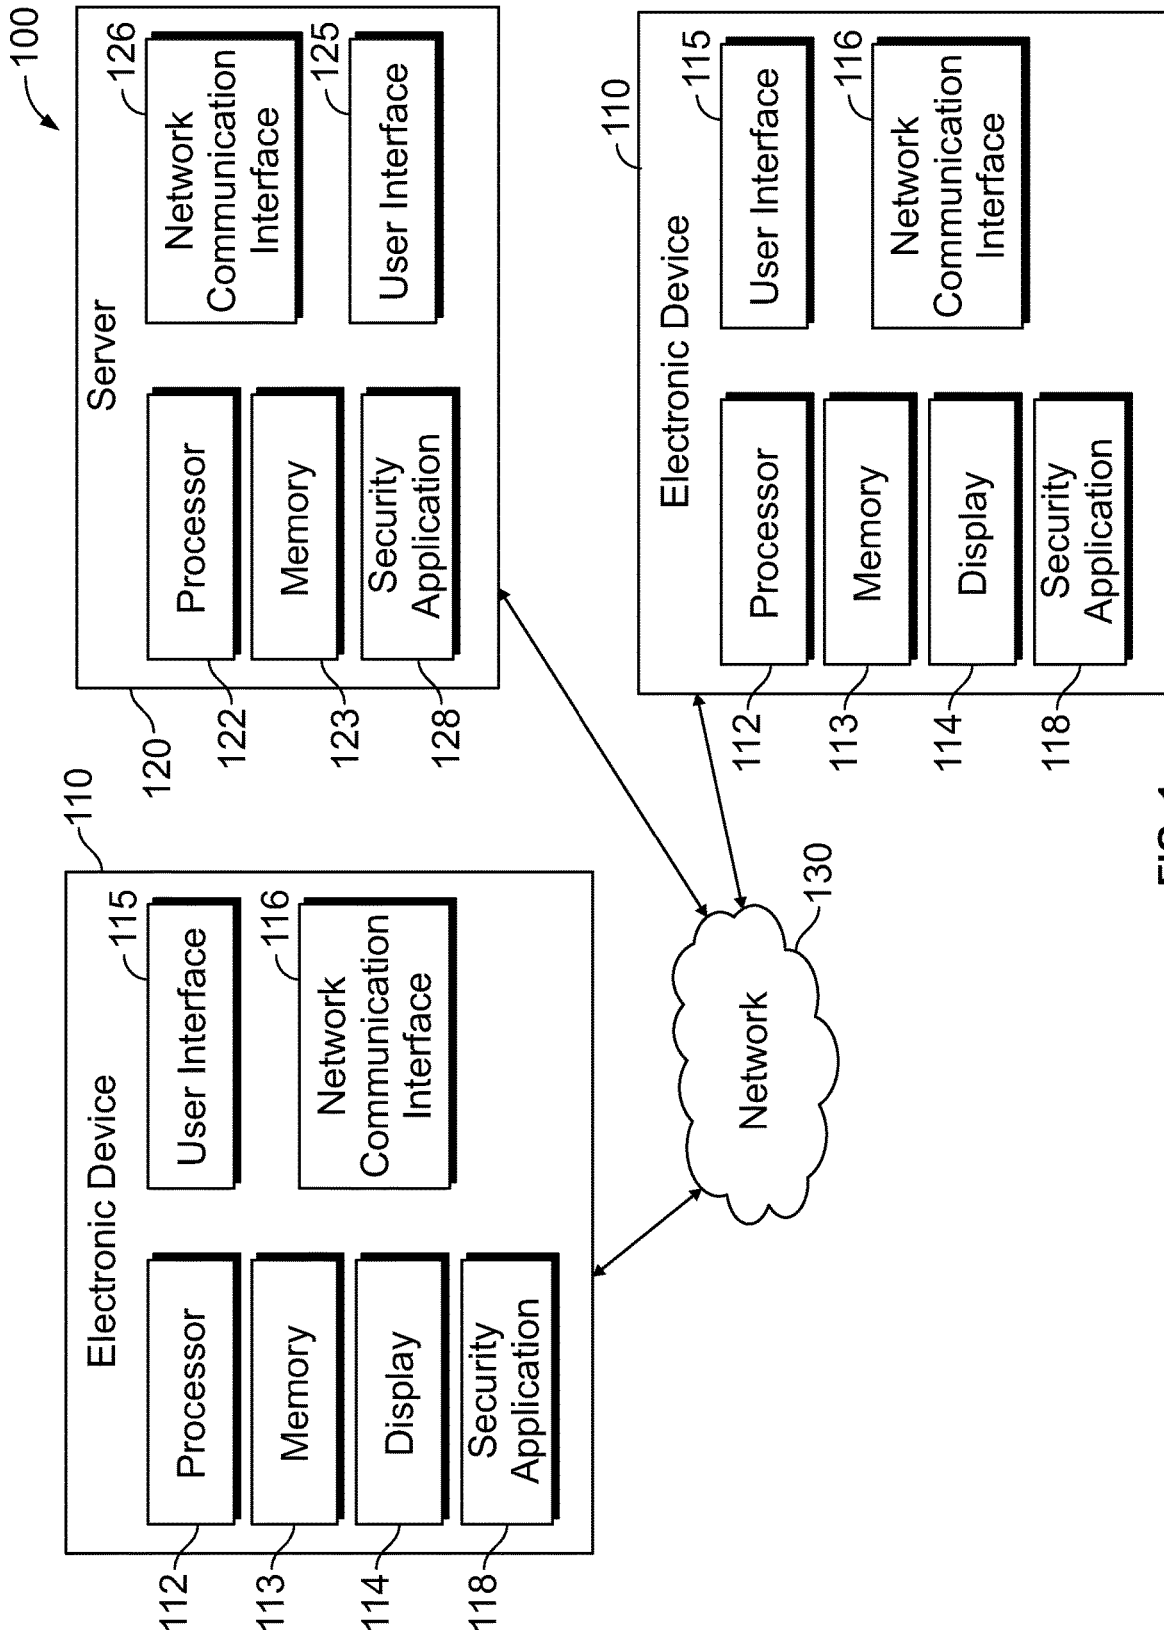 100
110
Electronic Device
112
Processor
115
User Interface
113
Memory
116
Network
Communication
Interface
114
Display
118
Security
Application
120
Server
122
Processor
126
Network
Communication
Interface
123
Memory
125
User Interface
128
Security
Application
Network
130
110
Electronic Device
112
Processor
115
User Interface
113
Memory
116
Network
Communication
Interface
114
Display
118
Security
Application
FIG. 1